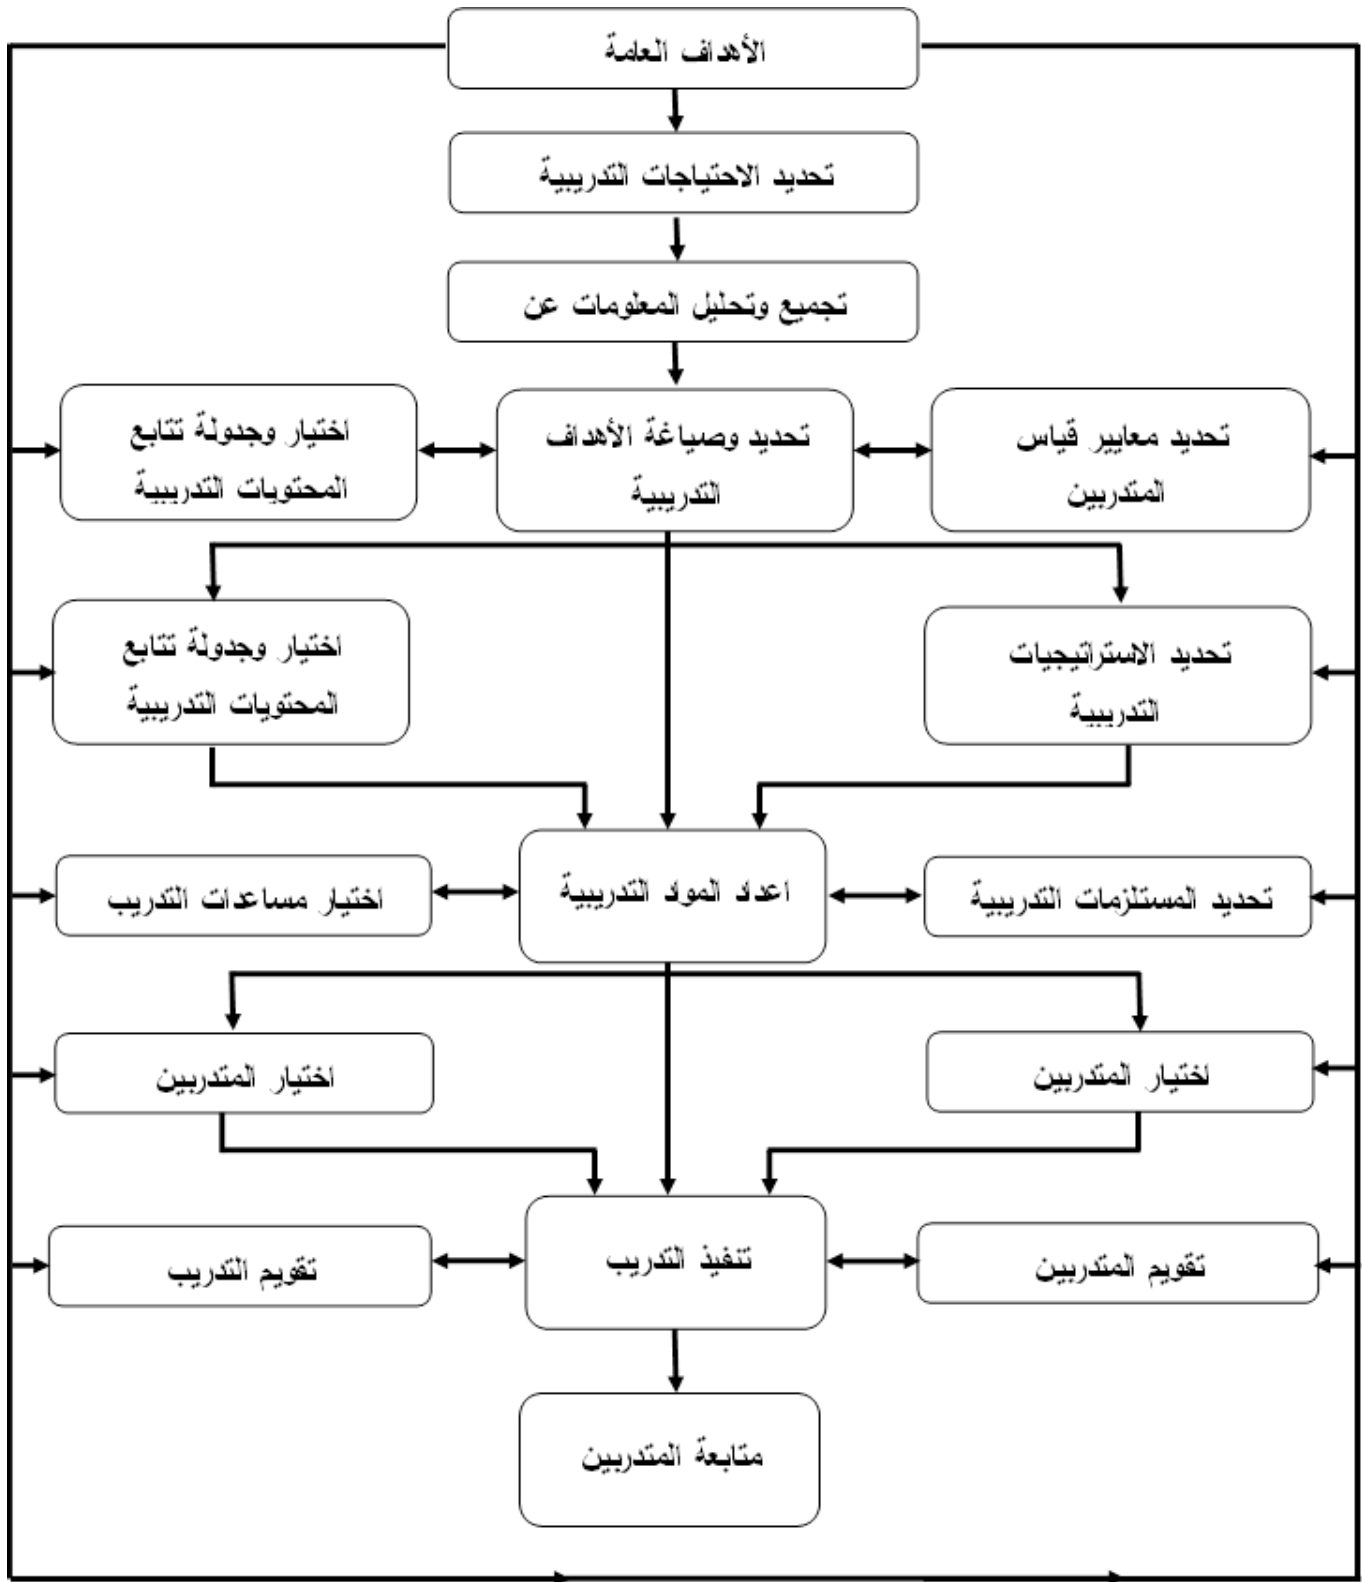 الأهداف العامة
تحديد الاحتياجات التدريبية
تجميع وتحليل المعلومات عن
تحديد معايير قياس
المتدربين
تحديد وصياغة الأهداف
التدريبية
اختيار وجدولة تتابع
المحتويات التدريبية
تحديد الاستراتيجيات
التدريبية
اختيار وجدولة تتابع
المحتويات التدريبية
تحديد المستلزمات التدريبية
اعداد المواد التدريبية
اختيار مساعدات التدريب
اختيار المتدربين
اختيار المتدربين
تقويم المتدربين
تنفيذ التدريب
تقويم التدريب
متابعة المتدربين